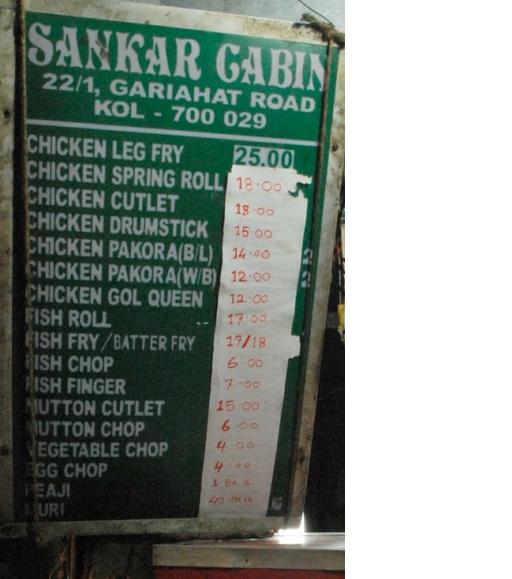 SANKAR CABIN
22/1, GARIAHAT ROAD
KOL - 700 029
CHICKEN LEG FRY 25.00
CHICKEN SPRING ROLL 18.00
CHICKEN CUTLET 18.00
CHICKEN DRUMSTICK 15.00
CHICKEN PAKORA(B/L) 14.00
CHICKEN PAKORA(W/B) 12.00
CHICKEN GOL QUEEN 12.00
FISH ROLL 17.00
FISH FRY/BATTER FRY 17/18
FISH CHOP 6.00
FISH FINGER 7.00
MUTTON CUTLET 15.00
MUTTON CHOP 6.00
VEGETABLE CHOP 4.00
EGG CHOP 4.00
PEAJI
MURI